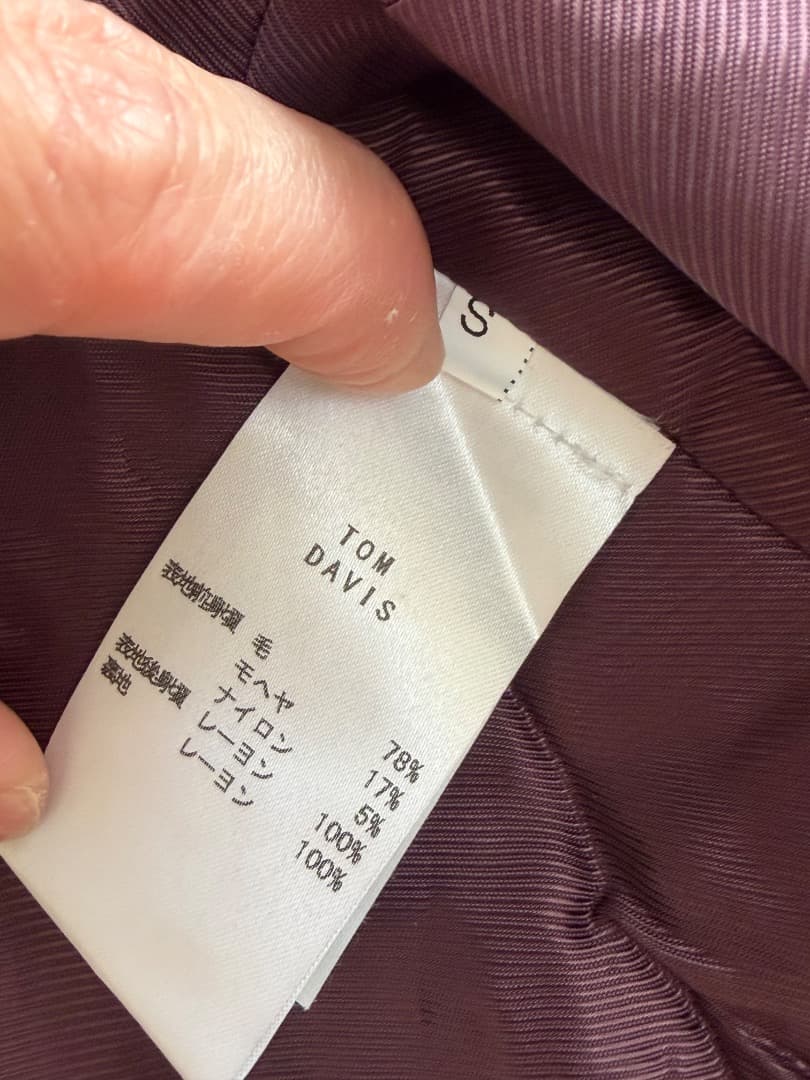 S
TOM
DAVIS
表地前身頃 毛 78%
モヘヤ 17%
ナイロン 5%
表地後身頃 レーヨン 100%
裏地 レーヨン 100%